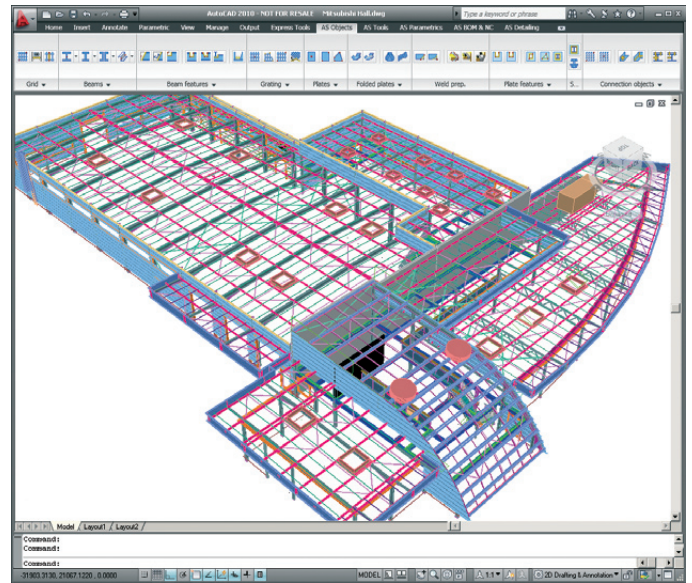 AutoCAD 2010 - NOT FOR RESALE Mitsubishi Hall.dwg
Type a keyword or phrase
Home Insert Annotate Parametric View Manage Output Express Tools AS Objects AS Tools AS Parametrics AS BOM & NC AS Detailing
Grid Beams Beam features Grating Plates Folded plates Weld prep. Plate features S... Connection objects
Model Layout1 Layout2
Command:
Command:
Command:
MODEL 1:1 2D Drafting & Annotation